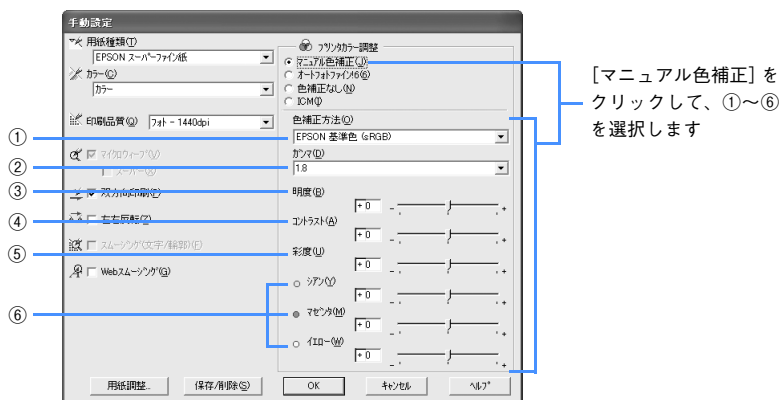 手動設定
用紙種類(T)
EPSON スーパーファイン紙
カラー(C)
カラー
印刷品質(Q) フォト - 1440dpi
マイクロウィーブ(V)
スーパー(X)
双方向印刷(P)
左右反転(Z)
スムージング(文字/輪郭)(F)
Webスムージング(G)
プリンタカラー調整
マニュアル色補正(J)
オートフォトファイン!6(6)
色補正なし(N)
ICM(I)
色補正方法(O)
EPSON 基準色 (sRGB)
ガンマ(D)
1.8
明度(B)
+ 0 - +
コントラスト(A)
+ 0 - +
彩度(U)
+ 0 - +
シアン(Y)
+ 0 - +
マゼンタ(M)
+ 0 - +
イエロー(W)
+ 0 - +
用紙調整.. 保存/削除(S) OK キャンセル ヘルプ
①
②
③
④
⑤
⑥
[マニュアル色補正] を
クリックして、①〜⑥
を選択します